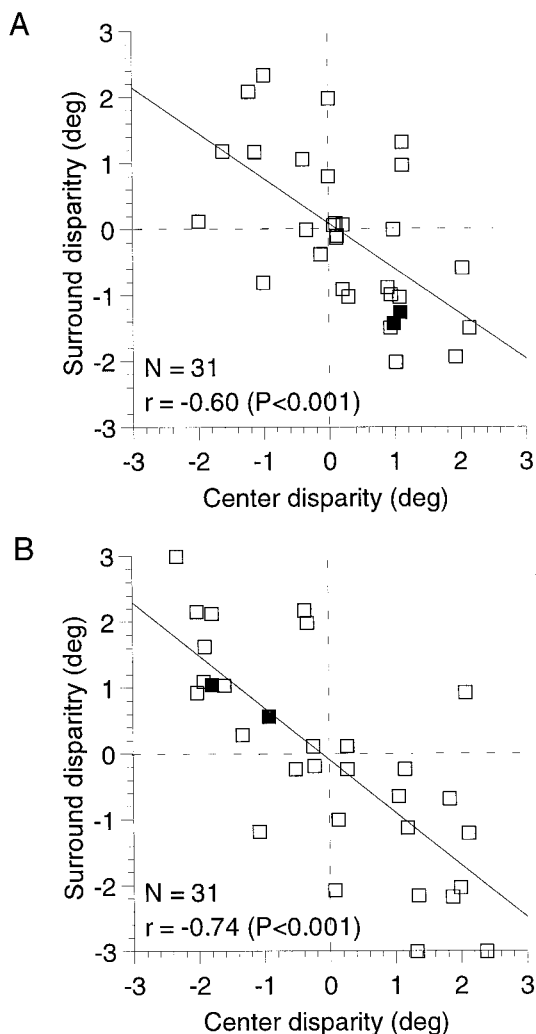 A
Surround disparitry (deg)
3
2
1
0
-1
-2
-3
N = 31
r = -0.60 (P<0.001)
-3 -2 -1 0 1 2 3
Center disparity (deg)
B
Surround disparitry (deg)
3
2
1
0
-1
-2
-3
N = 31
r = -0.74 (P<0.001)
-3 -2 -1 0 1 2 3
Center disparity (deg)